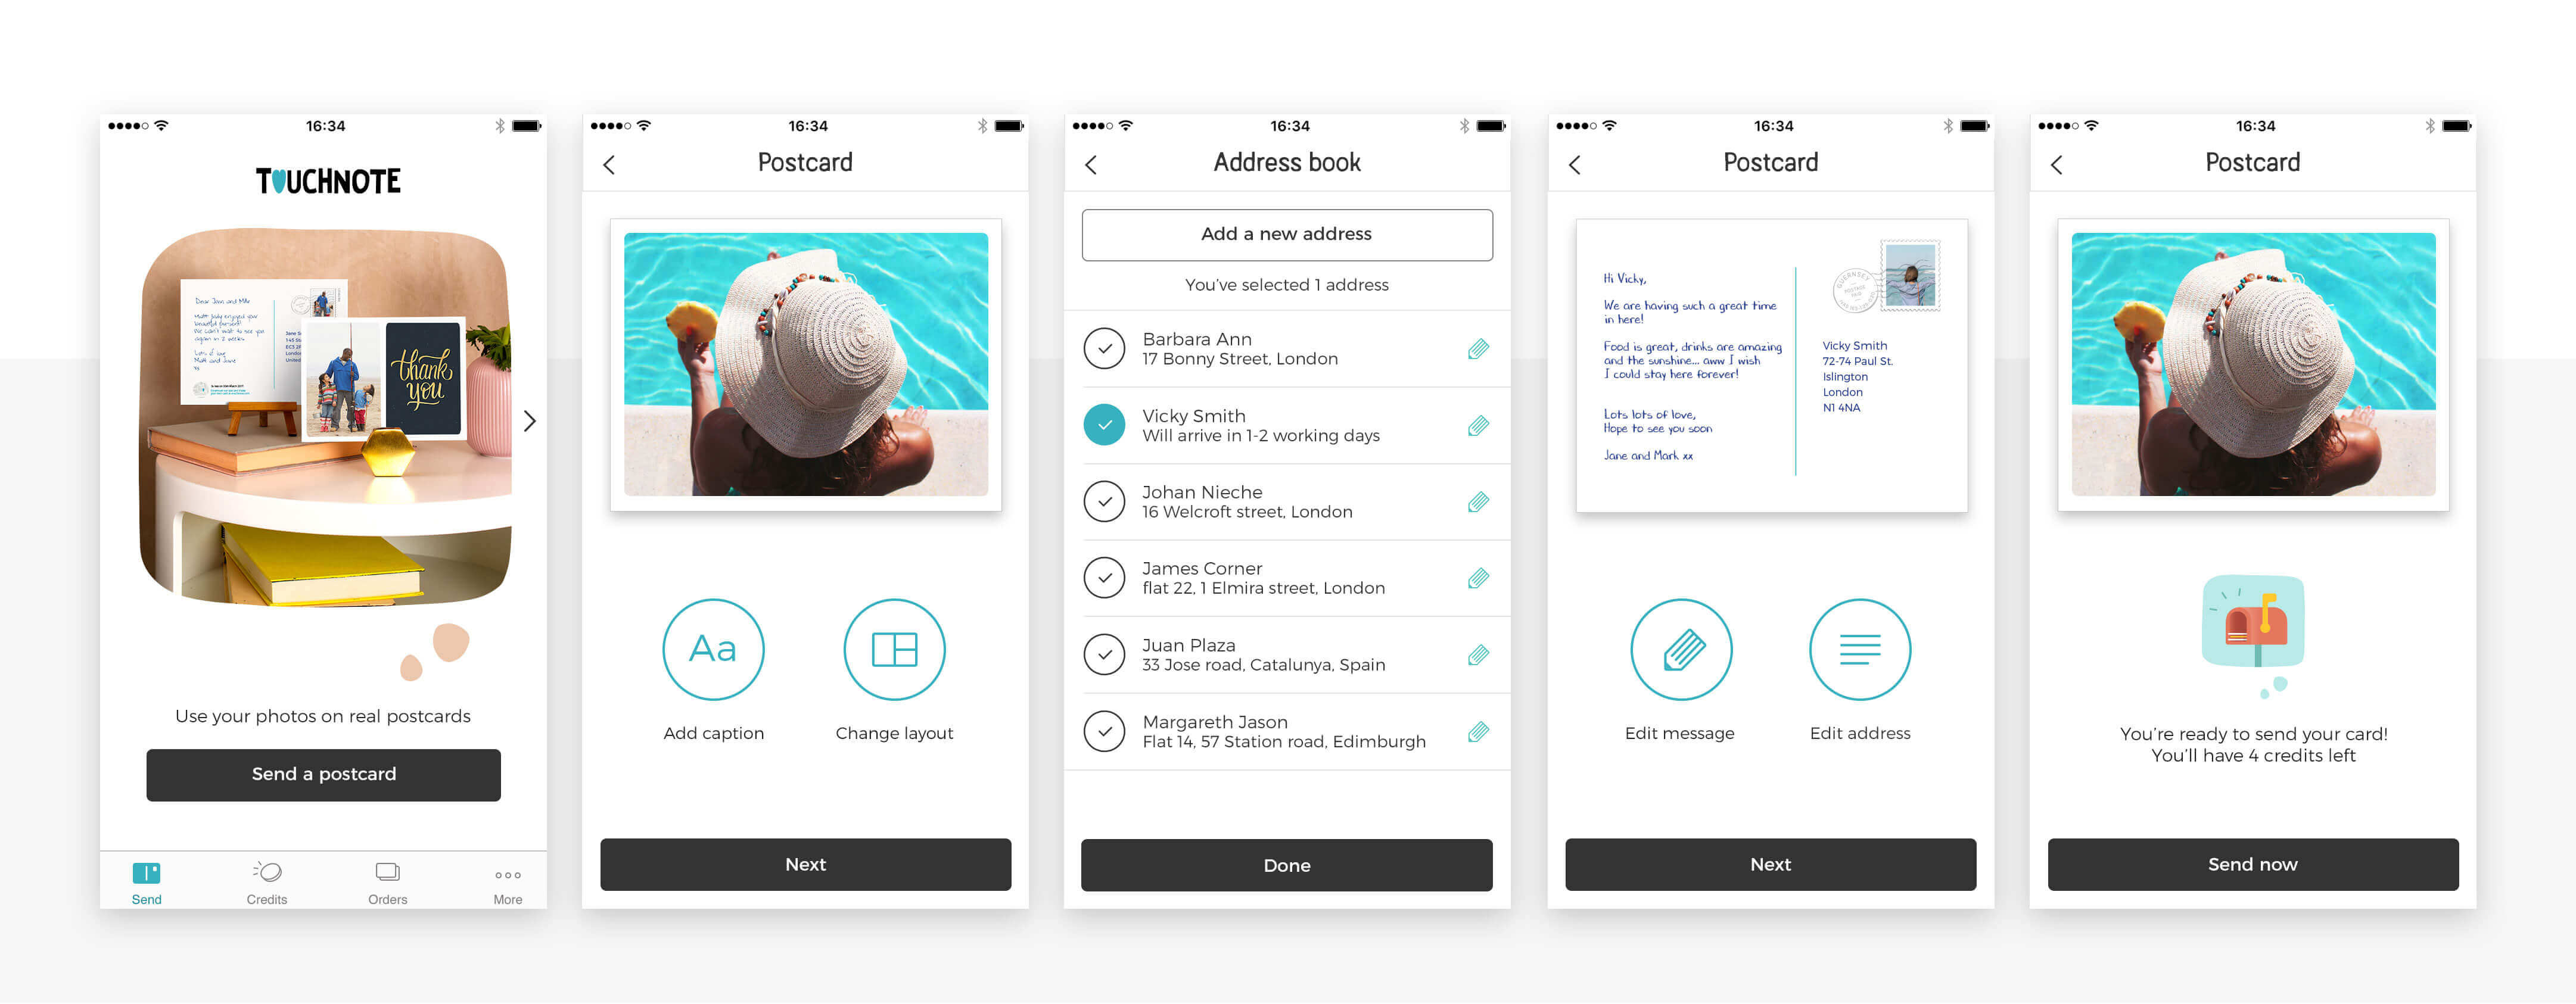 16:34
TOUCHNOTE
thank
you
Use your photos on real postcards
Send a postcard
Send
Credits
Orders
More
16:34
Postcard
Aa
Add caption
Change layout
Next
16:34
Address book
Add a new address
You've selected 1 address
Barbara Ann
17 Bonny Street, London
Vicky Smith
Will arrive in 1-2 working days
Johan Nieche
16 Welcroft street, London
James Corner
flat 22, 1 Elmira street, London
Juan Plaza
33 Jose road, Catalunya, Spain
Margareth Jason
Flat 14, 57 Station road, Edimburgh
Done
16:34
Postcard
Hi Vicky,
We are having such a great time
in here!
Food is great, drinks are amazing
and the sunshine... aww I wish
I could stay here forever!
Lots lots of love,
Hope to see you soon
Jane and Mark xx
GUERNSEY
POSTAGE
PAID
Vicky Smith
72-74 Paul St.
Islington
London
N1 4NA
Edit message
Edit address
Next
16:34
Postcard
You're ready to send your card!
You'll have 4 credits left
Send now